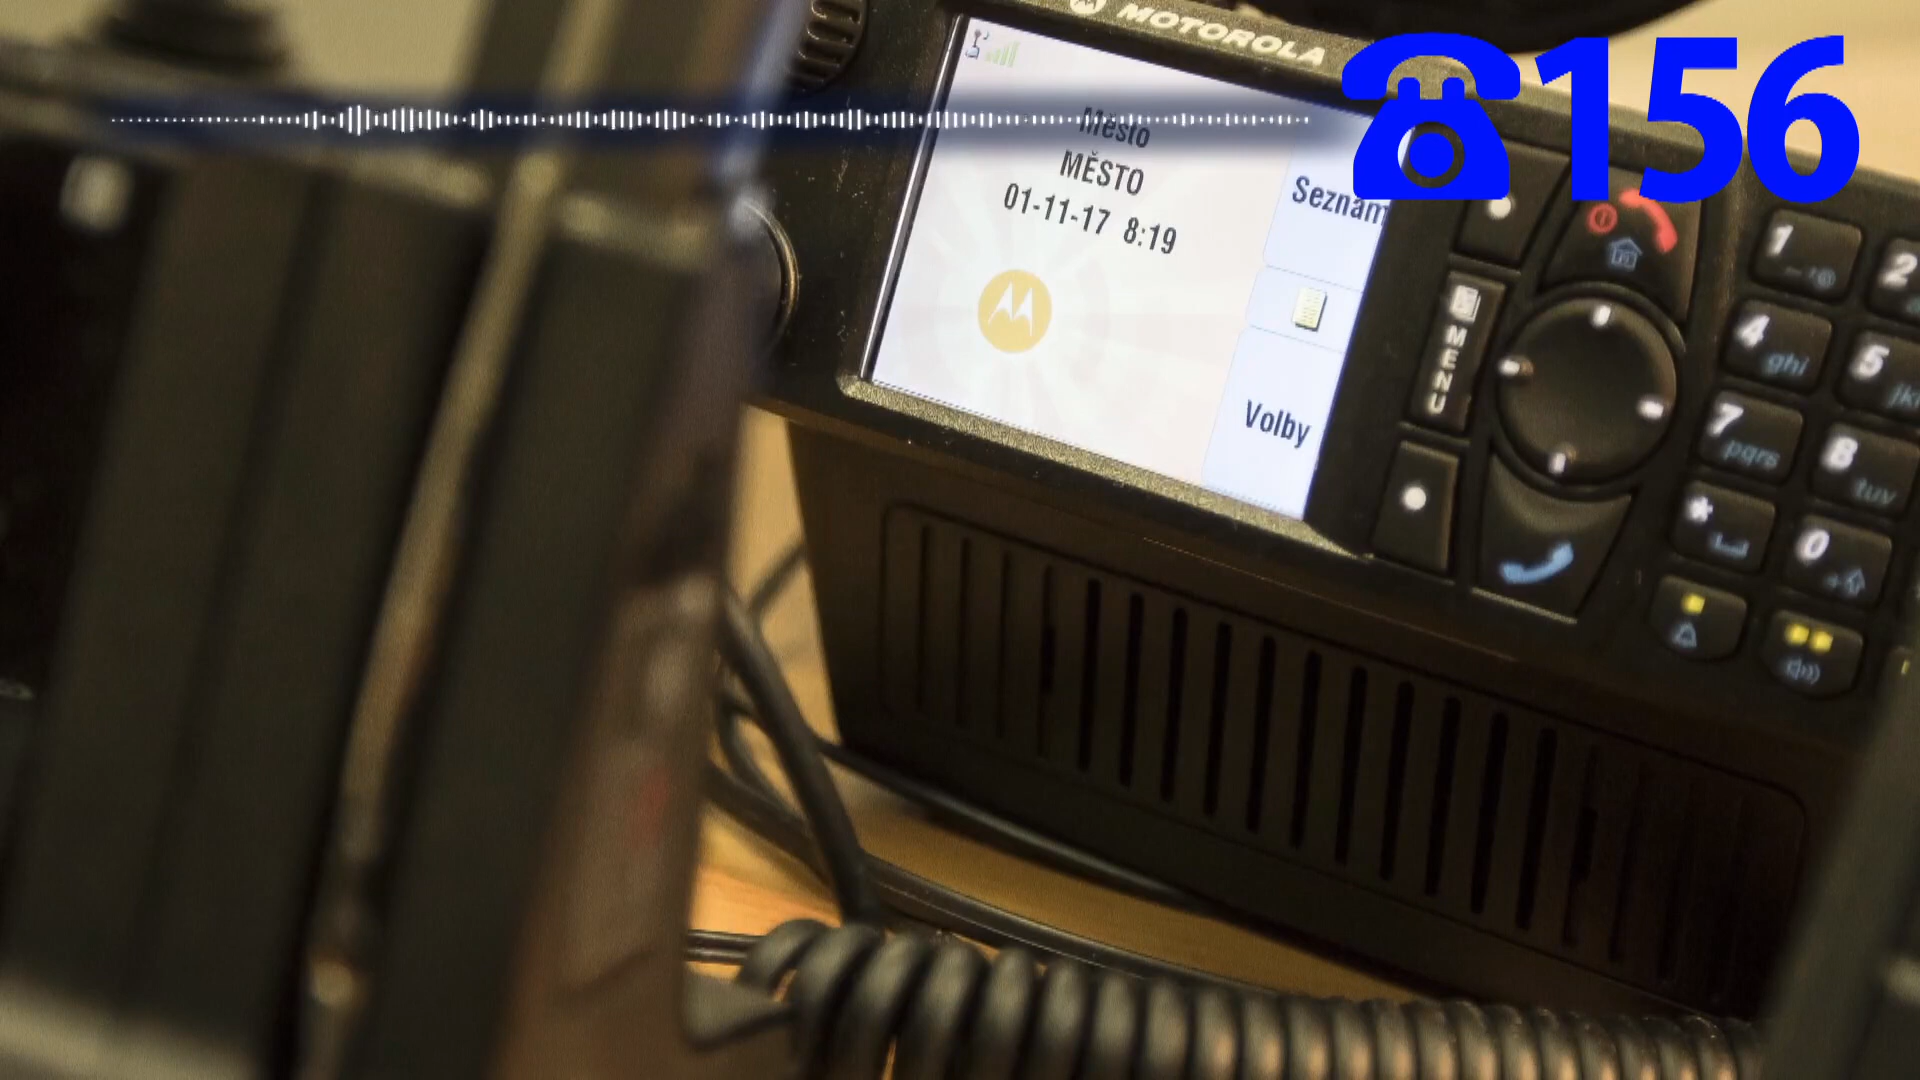 MOTOROLA
156
Město
MĚSTO
01-11-17 8:19
Seznam
Volby
MENU
1
2
4 ghi
5 jk
7 pqrs
8 tuv
*
0